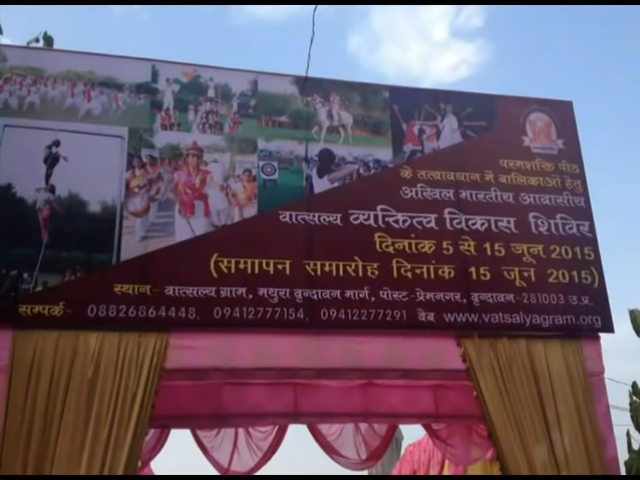 परमशक्ति पीठ
के तत्वावधान में बालिकाओं हेतु
अखिल भारतीय आवासीय
वात्सल्य व्यक्तित्व विकास शिविर
दिनांक 5 से 15 जून 2015
(समापन समारोह दिनांक 15 जून 2015)
स्थान- वात्सल्य ग्राम, मथुरा वृन्दावन मार्ग, पोस्ट-प्रेमनगर, वृन्दावन-281003 उ.प्र.
सम्पर्क- 08826864448, 09412777154, 09412277291 वेब www.vatsalyagram.org